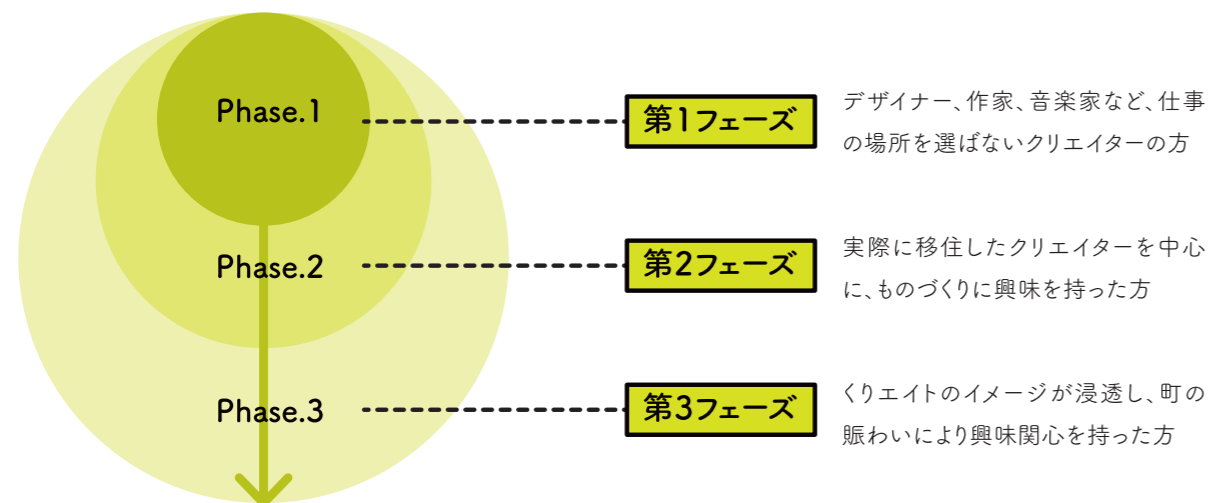 Phase.1
第1フェーズ
デザイナー、作家、音楽家など、仕事
の場所を選ばないクリエイターの方
Phase.2
第2フェーズ
実際に移住したクリエイターを中心
に、ものづくりに興味を持った方
Phase.3
第3フェーズ
くりエイトのイメージが浸透し、町の
賑わいにより興味関心を持った方